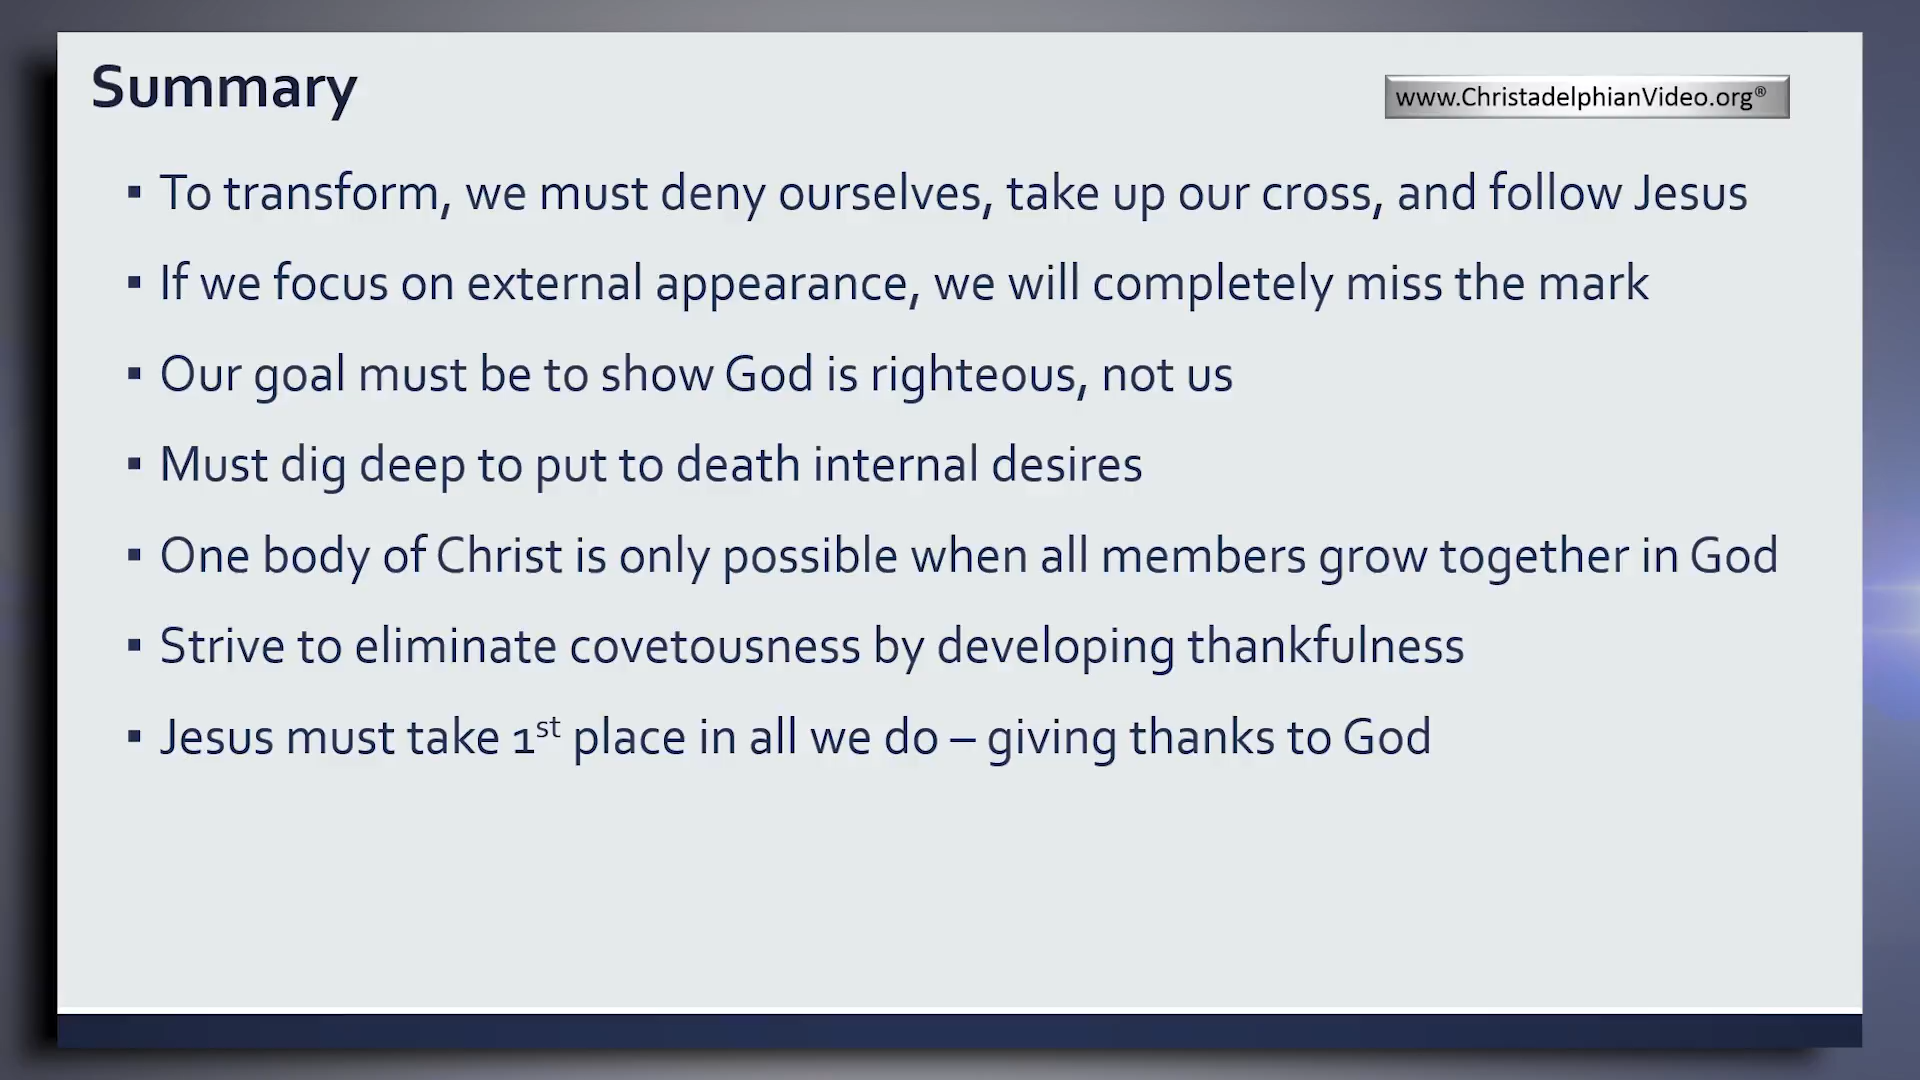 Summary
www.ChristadelphianVideo.org®
▪ To transform, we must deny ourselves, take up our cross, and follow Jesus
▪ If we focus on external appearance, we will completely miss the mark
▪ Our goal must be to show God is righteous, not us
▪ Must dig deep to put to death internal desires
▪ One body of Christ is only possible when all members grow together in God
▪ Strive to eliminate covetousness by developing thankfulness
▪ Jesus must take 1st place in all we do – giving thanks to God